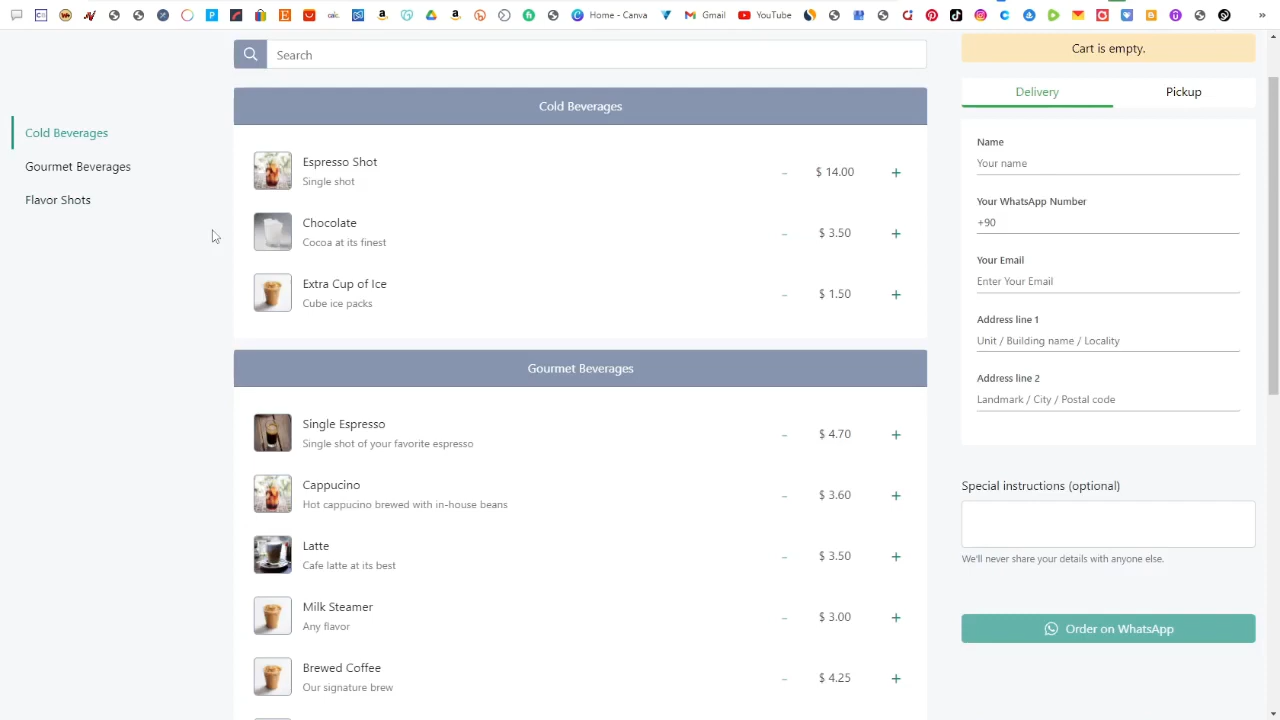 calc.
Home - Canva
Gmail
YouTube
»
Search
Cold Beverages
Gourmet Beverages
Flavor Shots
Cold Beverages
Espresso Shot
Single shot
- $ 14.00 +
Chocolate
Cocoa at its finest
- $ 3.50 +
Extra Cup of Ice
Cube ice packs
- $ 1.50 +
Gourmet Beverages
Single Espresso
Single shot of your favorite espresso
- $ 4.70 +
Cappucino
Hot cappucino brewed with in-house beans
- $ 3.60 +
Latte
Cafe latte at its best
- $ 3.50 +
Milk Steamer
Any flavor
- $ 3.00 +
Brewed Coffee
Our signature brew
- $ 4.25 +
Cart is empty.
Delivery
Pickup
Name
Your name
Your WhatsApp Number
+90
Your Email
Enter Your Email
Address line 1
Unit / Building name / Locality
Address line 2
Landmark / City / Postal code
Special instructions (optional)
We'll never share your details with anyone else.
Order on WhatsApp